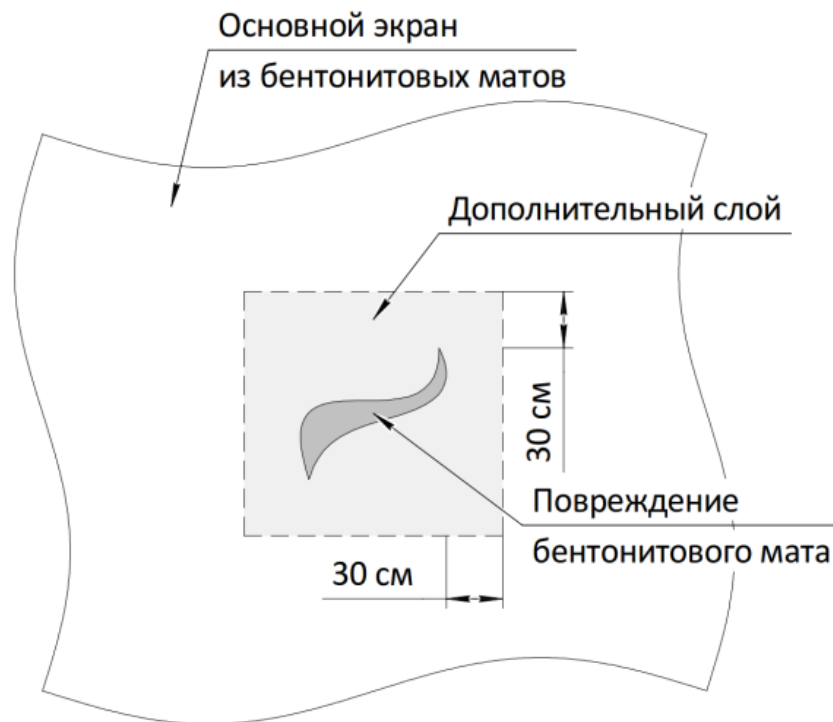 Основной экран
из бентонитовых матов
Дополнительный слой
30 см
Повреждение
бентонитового мата
30 см